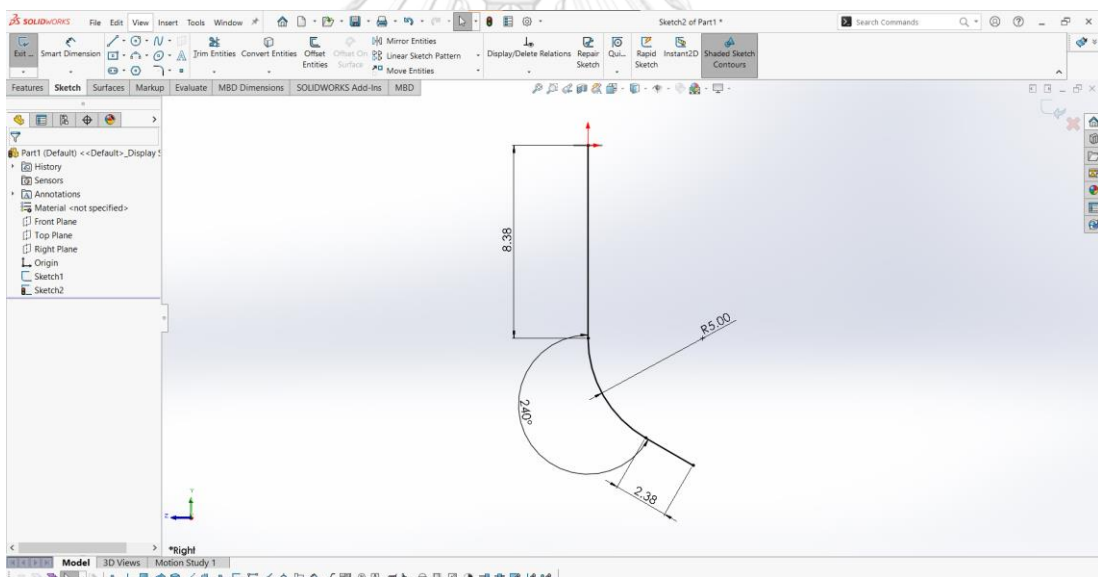 SOLIDWORKS File Edit View Insert Tools Window Sketch2 of Part1 * Search Commands
Exit ... Smart Dimension Trim Entities Convert Entities Offset Entities Offset On Surface Mirror Entities Linear Sketch Pattern Move Entities Display/Delete Relations Repair Sketch Qui... Rapid Sketch Instant2D Shaded Sketch Contours
Features Sketch Surfaces Markup Evaluate MBD Dimensions SOLIDWORKS Add-Ins MBD
Part1 (Default) <<Default>_Display S
History
Sensors
Annotations
Material <not specified>
Front Plane
Top Plane
Right Plane
Origin
Sketch1
Sketch2
8.38
R5.00
240°
2.38
Y
Z
*Right
Model 3D Views Motion Study 1